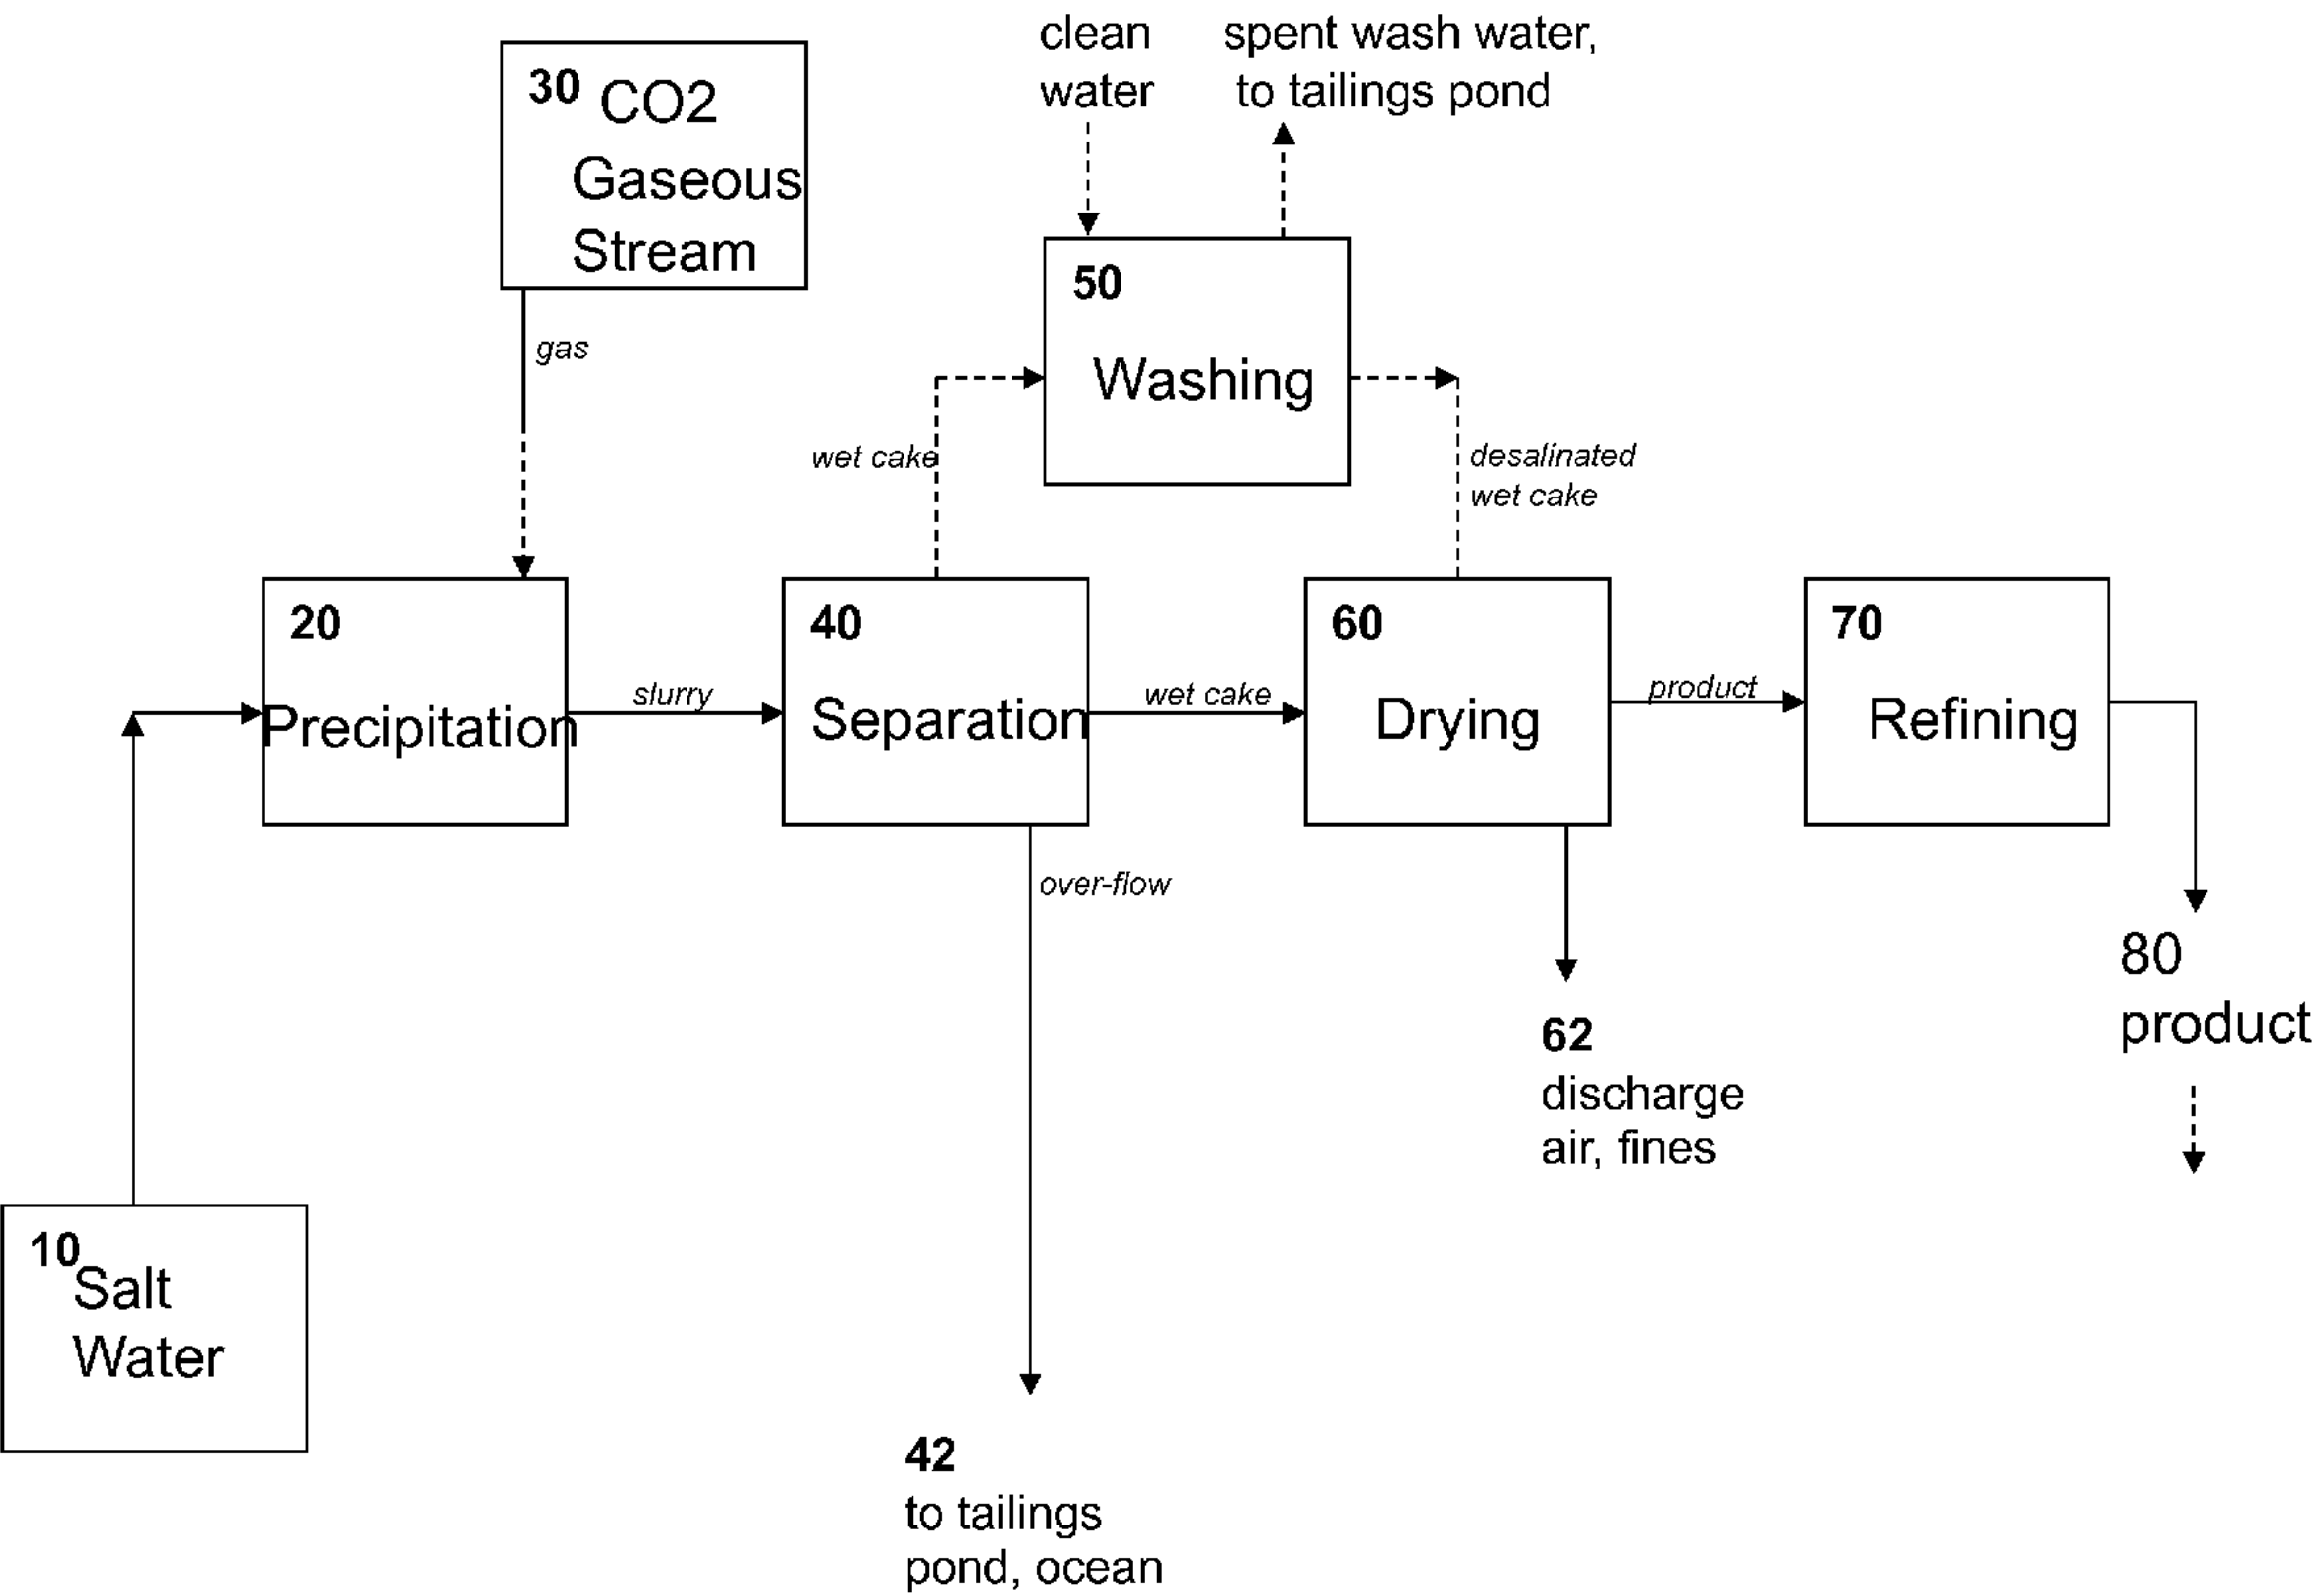 clean
water
spent wash water,
to tailings pond
30 CO2
Gaseous
Stream
gas
50
Washing
wet cake
desalinated
wet cake
20
Precipitation
slurry
40
Separation
wet cake
60
Drying
product
70
Refining
over-flow
80
product
62
discharge
air, fines
10
Salt
Water
42
to tailings
pond, ocean